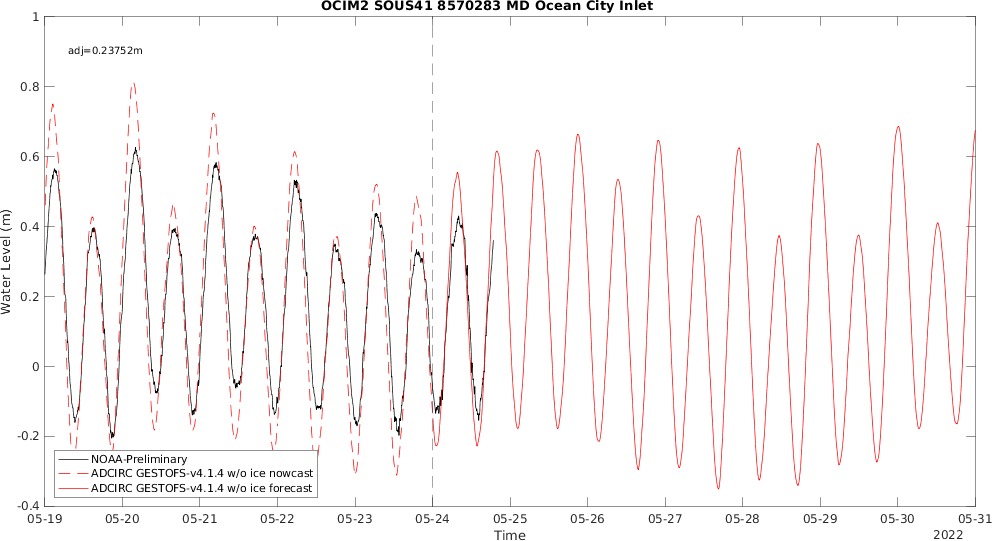 OCIM2 SOUS41 8570283 MD Ocean City Inlet
adj=0.23752m
Water Level (m)
1
0.8
0.6
0.4
0.2
0
-0.2
-0.4
NOAA-Preliminary
ADCIRC GESTOFS-v4.1.4 w/o ice nowcast
ADCIRC GESTOFS-v4.1.4 w/o ice forecast
05-19 05-20 05-21 05-22 05-23 05-24 05-25 05-26 05-27 05-28 05-29 05-30 05-31
Time
2022